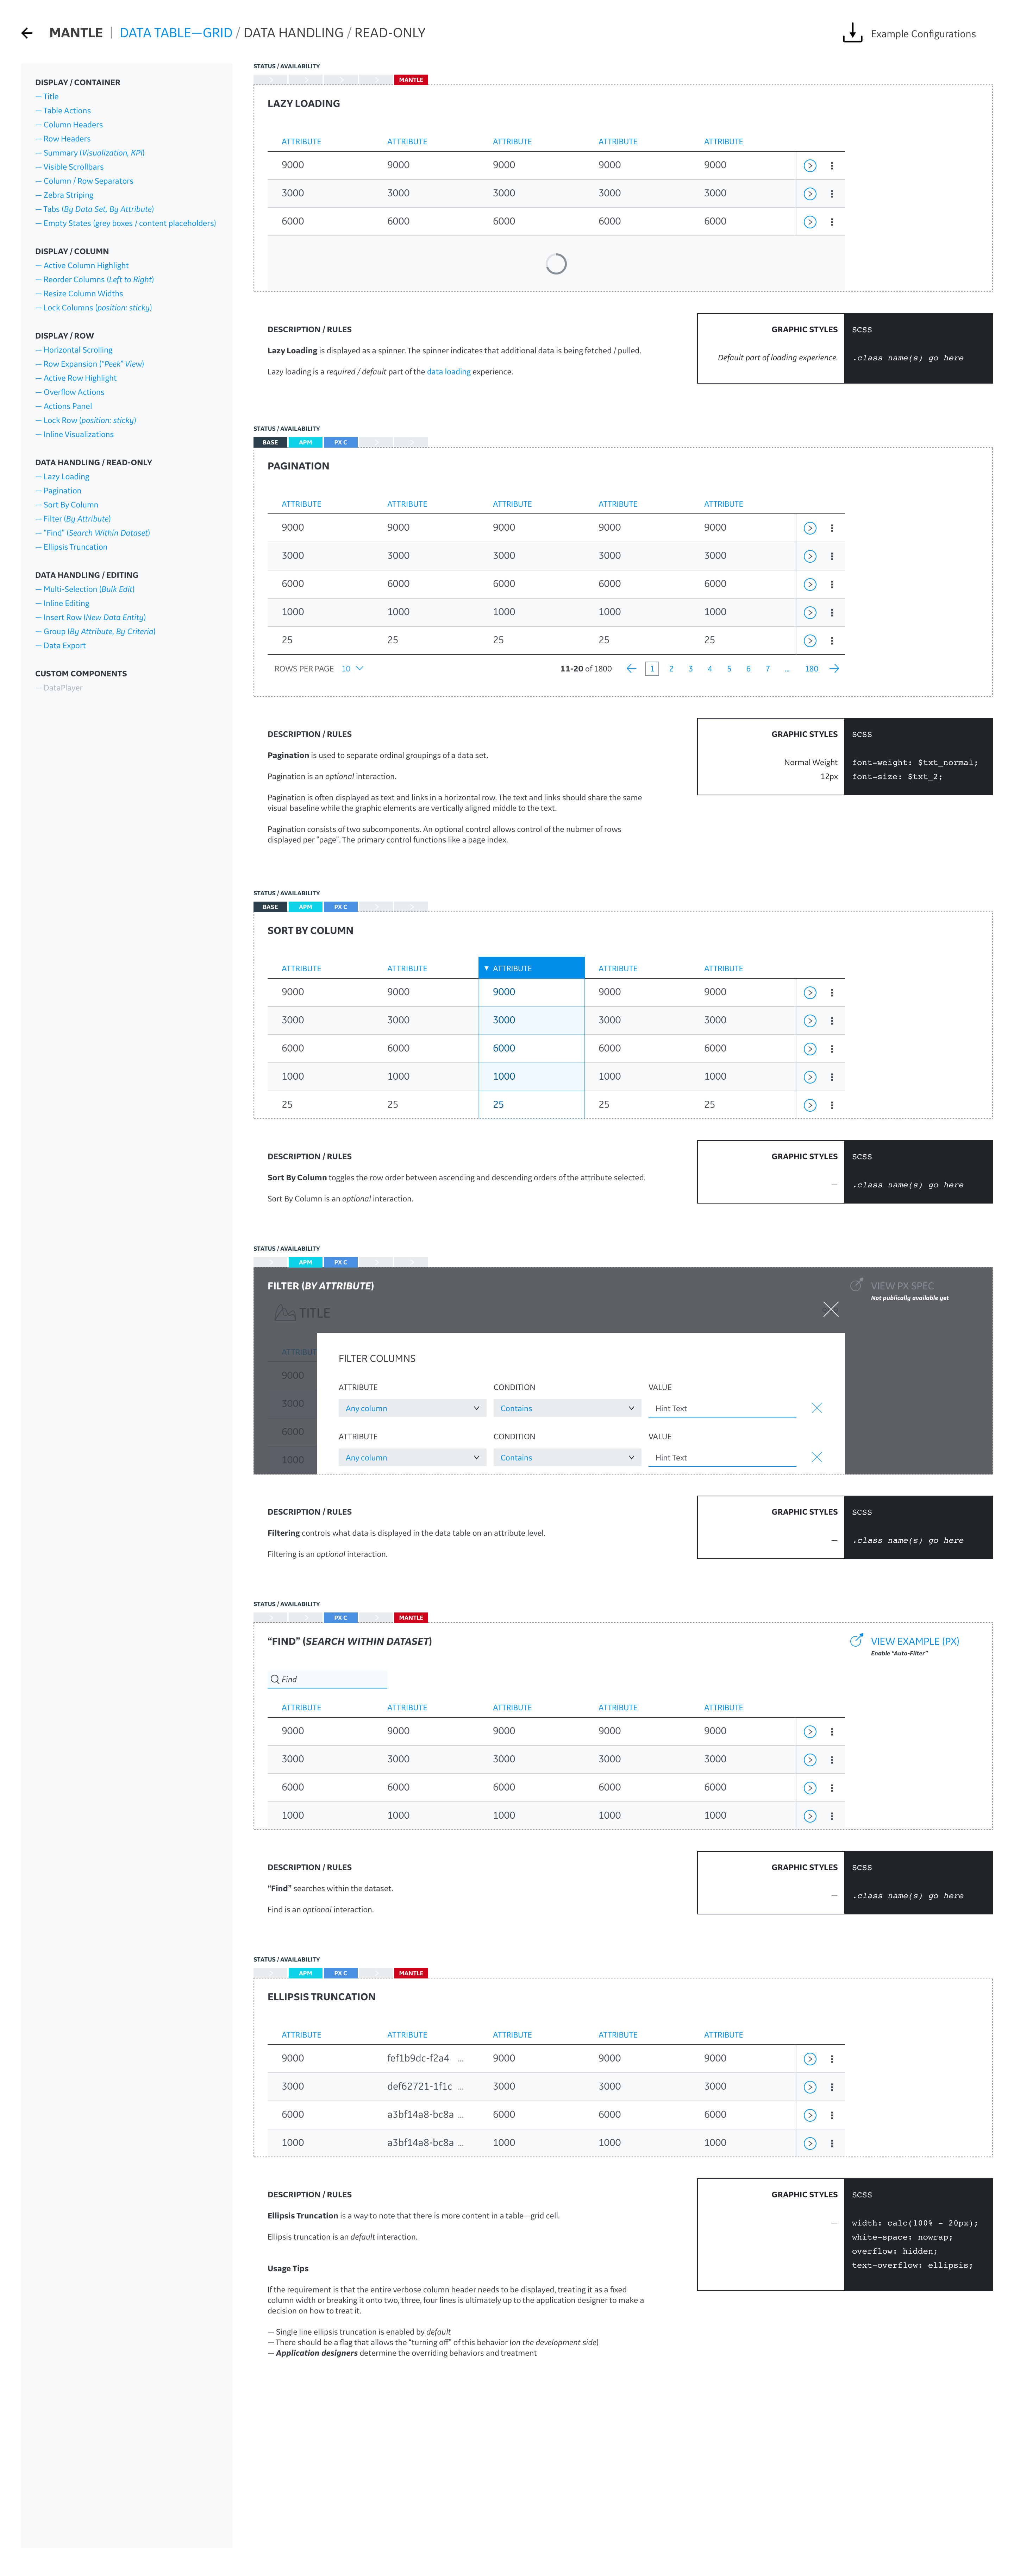 MANTLE | DATA TABLE—GRID / DATA HANDLING / READ-ONLY
Example Configurations
DISPLAY / CONTAINER
— Title
— Table Actions
— Column Headers
— Row Headers
— Summary (Visualization, KPI)
— Visible Scrollbars
— Column / Row Separators
— Zebra Striping
— Tabs (By Data Set, By Attribute)
— Empty States (grey boxes / content placeholders)
DISPLAY / COLUMN
— Active Column Highlight
— Reorder Columns (Left to Right)
— Resize Column Widths
— Lock Columns (position: sticky)
DISPLAY / ROW
— Horizontal Scrolling
— Row Expansion (“Peek” View)
— Active Row Highlight
— Overflow Actions
— Actions Panel
— Lock Row (position: sticky)
— Inline Visualizations
DATA HANDLING / READ-ONLY
— Lazy Loading
— Pagination
— Sort By Column
— Filter (By Attribute)
— “Find” (Search Within Dataset)
— Ellipsis Truncation
DATA HANDLING / EDITING
— Multi-Selection (Bulk Edit)
— Inline Editing
— Insert Row (New Data Entity)
— Group (By Attribute, By Criteria)
— Data Export
CUSTOM COMPONENTS
— DataPlayer
STATUS / AVAILABILITY
MANTLE
LAZY LOADING
ATTRIBUTE ATTRIBUTE ATTRIBUTE ATTRIBUTE ATTRIBUTE
9000 9000 9000 9000 9000
3000 3000 3000 3000 3000
6000 6000 6000 6000 6000
DESCRIPTION / RULES
Lazy Loading is displayed as a spinner. The spinner indicates that additional data is being fetched / pulled.
Lazy loading is a required / default part of the data loading experience.
GRAPHIC STYLES
Default part of loading experience.
SCSS
.class name(s) go here
STATUS / AVAILABILITY
BASE APM PX C
PAGINATION
ATTRIBUTE ATTRIBUTE ATTRIBUTE ATTRIBUTE ATTRIBUTE
9000 9000 9000 9000 9000
3000 3000 3000 3000 3000
6000 6000 6000 6000 6000
1000 1000 1000 1000 1000
25 25 25 25 25
ROWS PER PAGE 10 11-20 of 1800 1 2 3 4 5 6 7 ... 180
DESCRIPTION / RULES
Pagination is used to separate ordinal groupings of a data set.
Pagination is an optional interaction.
Pagination is often displayed as text and links in a horizontal row. The text and links should share the same
visual baseline while the graphic elements are vertically aligned middle to the text.
Pagination consists of two subcomponents. An optional control allows control of the nubmer of rows
displayed per “page”. The primary control functions like a page index.
GRAPHIC STYLES
Normal Weight
12px
SCSS
font-weight: $txt_normal;
font-size: $txt_2;
STATUS / AVAILABILITY
BASE APM PX C
SORT BY COLUMN
ATTRIBUTE ATTRIBUTE ▼ ATTRIBUTE ATTRIBUTE ATTRIBUTE
9000 9000 9000 9000 9000
3000 3000 3000 3000 3000
6000 6000 6000 6000 6000
1000 1000 1000 1000 1000
25 25 25 25 25
DESCRIPTION / RULES
Sort By Column toggles the row order between ascending and descending orders of the attribute selected.
Sort By Column is an optional interaction.
GRAPHIC STYLES
—
SCSS
.class name(s) go here
STATUS / AVAILABILITY
APM PX C
FILTER (BY ATTRIBUTE)
VIEW PX SPEC
Not publically available yet
TITLE
ATTRIBUT
9000
3000
6000
1000
FILTER COLUMNS
ATTRIBUTE CONDITION VALUE
Any column Contains Hint Text
ATTRIBUTE CONDITION VALUE
Any column Contains Hint Text
DESCRIPTION / RULES
Filtering controls what data is displayed in the data table on an attribute level.
Filtering is an optional interaction.
GRAPHIC STYLES
—
SCSS
.class name(s) go here
STATUS / AVAILABILITY
PX C MANTLE
“FIND” (SEARCH WITHIN DATASET)
VIEW EXAMPLE (PX)
Enable “Auto-Filter”
Find
ATTRIBUTE ATTRIBUTE ATTRIBUTE ATTRIBUTE ATTRIBUTE
9000 9000 9000 9000 9000
3000 3000 3000 3000 3000
6000 6000 6000 6000 6000
1000 1000 1000 1000 1000
DESCRIPTION / RULES
“Find” searches within the dataset.
Find is an optional interaction.
GRAPHIC STYLES
—
SCSS
.class name(s) go here
STATUS / AVAILABILITY
APM PX C MANTLE
ELLIPSIS TRUNCATION
ATTRIBUTE ATTRIBUTE ATTRIBUTE ATTRIBUTE ATTRIBUTE
9000 fef1b9dc-f2a4 ... 9000 9000 9000
3000 def62721-1f1c ... 3000 3000 3000
6000 a3bf14a8-bc8a ... 6000 6000 6000
1000 a3bf14a8-bc8a ... 1000 1000 1000
DESCRIPTION / RULES
Ellipsis Truncation is a way to note that there is more content in a table—grid cell.
Ellipsis truncation is an default interaction.
Usage Tips
If the requirement is that the entire verbose column header needs to be displayed, treating it as a fixed
column width or breaking it onto two, three, four lines is ultimately up to the application designer to make a
decision on how to treat it.
— Single line ellipsis truncation is enabled by default
— There should be a flag that allows the “turning off” of this behavior (on the development side)
— Application designers determine the overriding behaviors and treatment
GRAPHIC STYLES
—
SCSS
width: calc(100% - 20px);
white-space: nowrap;
overflow: hidden;
text-overflow: ellipsis;